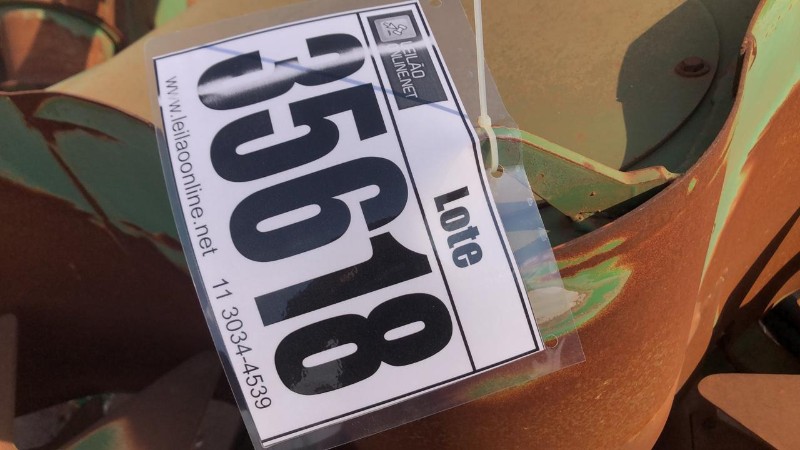 LEILÃO
ONLINE.NET
Lote
35618
www.leilaoonline.net 11 3034-4539